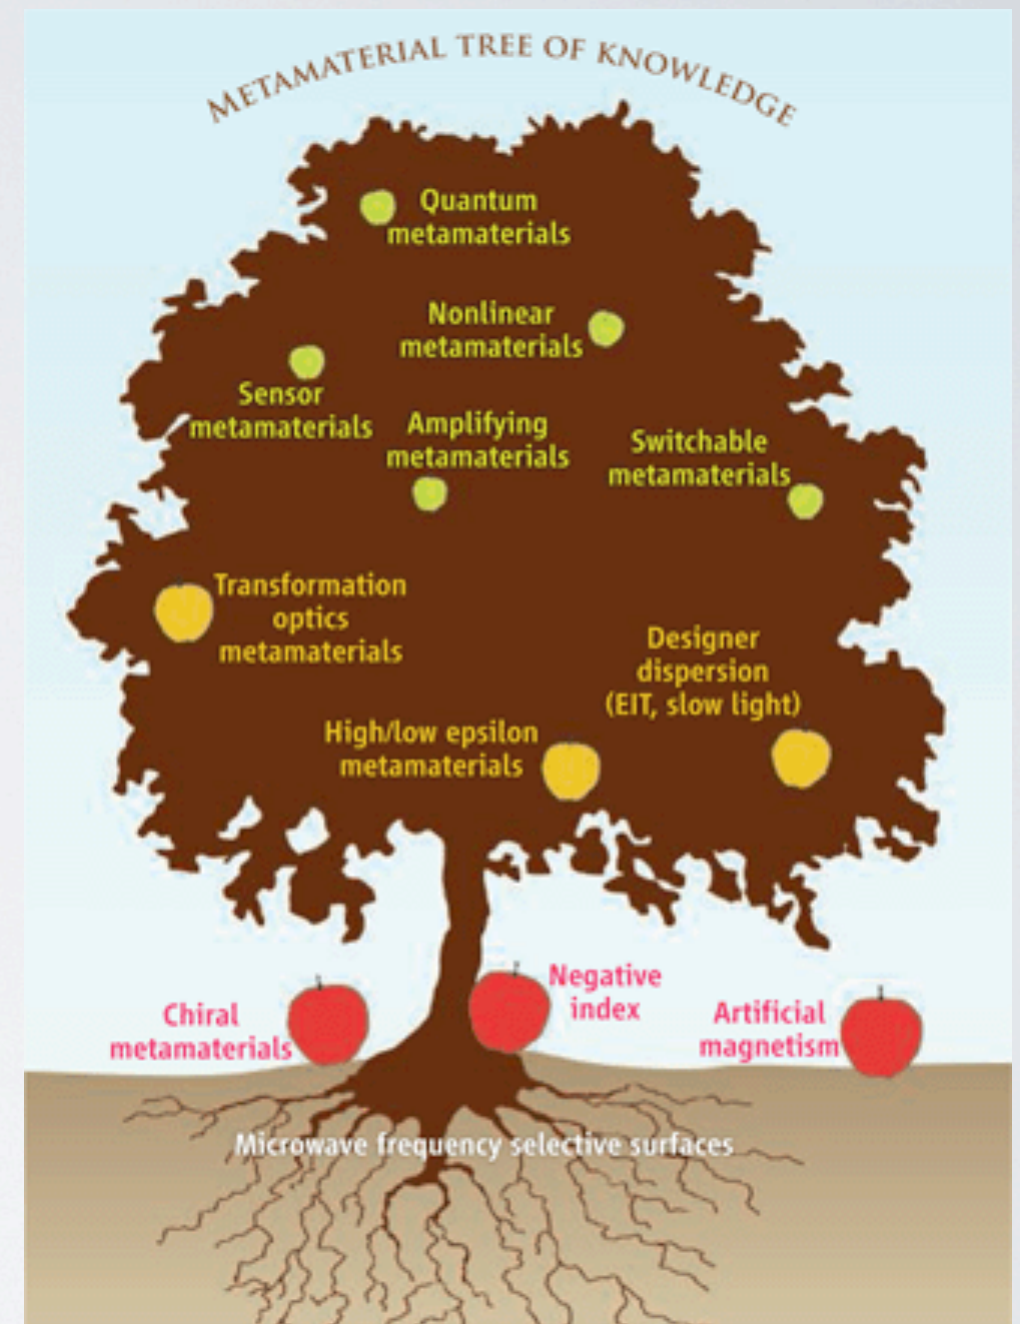 METAMATERIAL TREE OF KNOWLEDGE
Quantum
metamaterials
Nonlinear
metamaterials
Sensor
metamaterials
Amplifying
metamaterials
Switchable
metamaterials
Transformation
optics
metamaterials
Designer
dispersion
(EIT, slow light)
High/low epsilon
metamaterials
Negative
index
Chiral
metamaterials
Artificial
magnetism
Microwave frequency selective surfaces